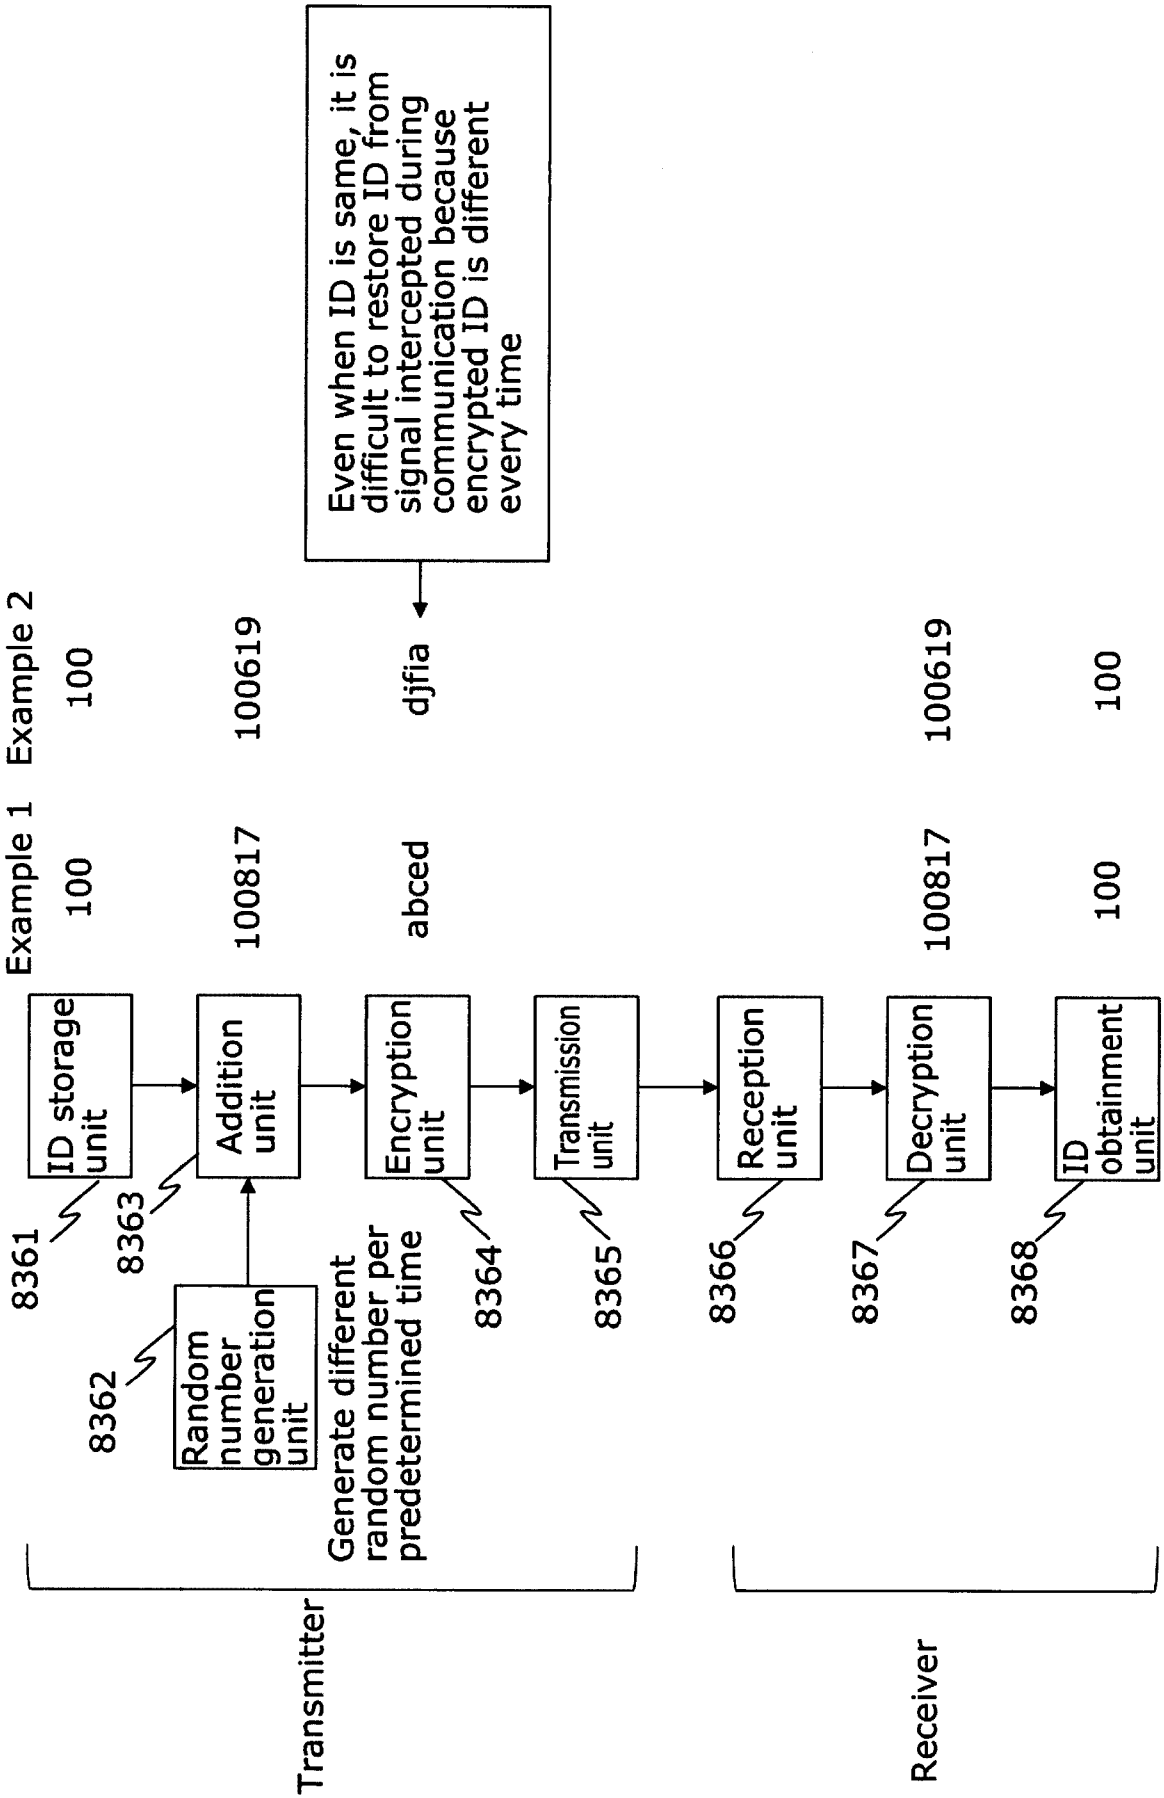 Example 1
Example 2
8361
ID storage
unit
100
100
8362
Random
number
generation
unit
Generate different
random number per
predetermined time
8363
Addition
unit
100817
100619
8364
Encryption
unit
abced
djfia
Even when ID is same, it is
difficult to restore ID from
signal intercepted during
communication because
encrypted ID is different
every time
8365
Transmission
unit
Transmitter
8366
Reception
unit
8367
Decryption
unit
100817
100619
8368
ID
obtainment
unit
100
100
Receiver